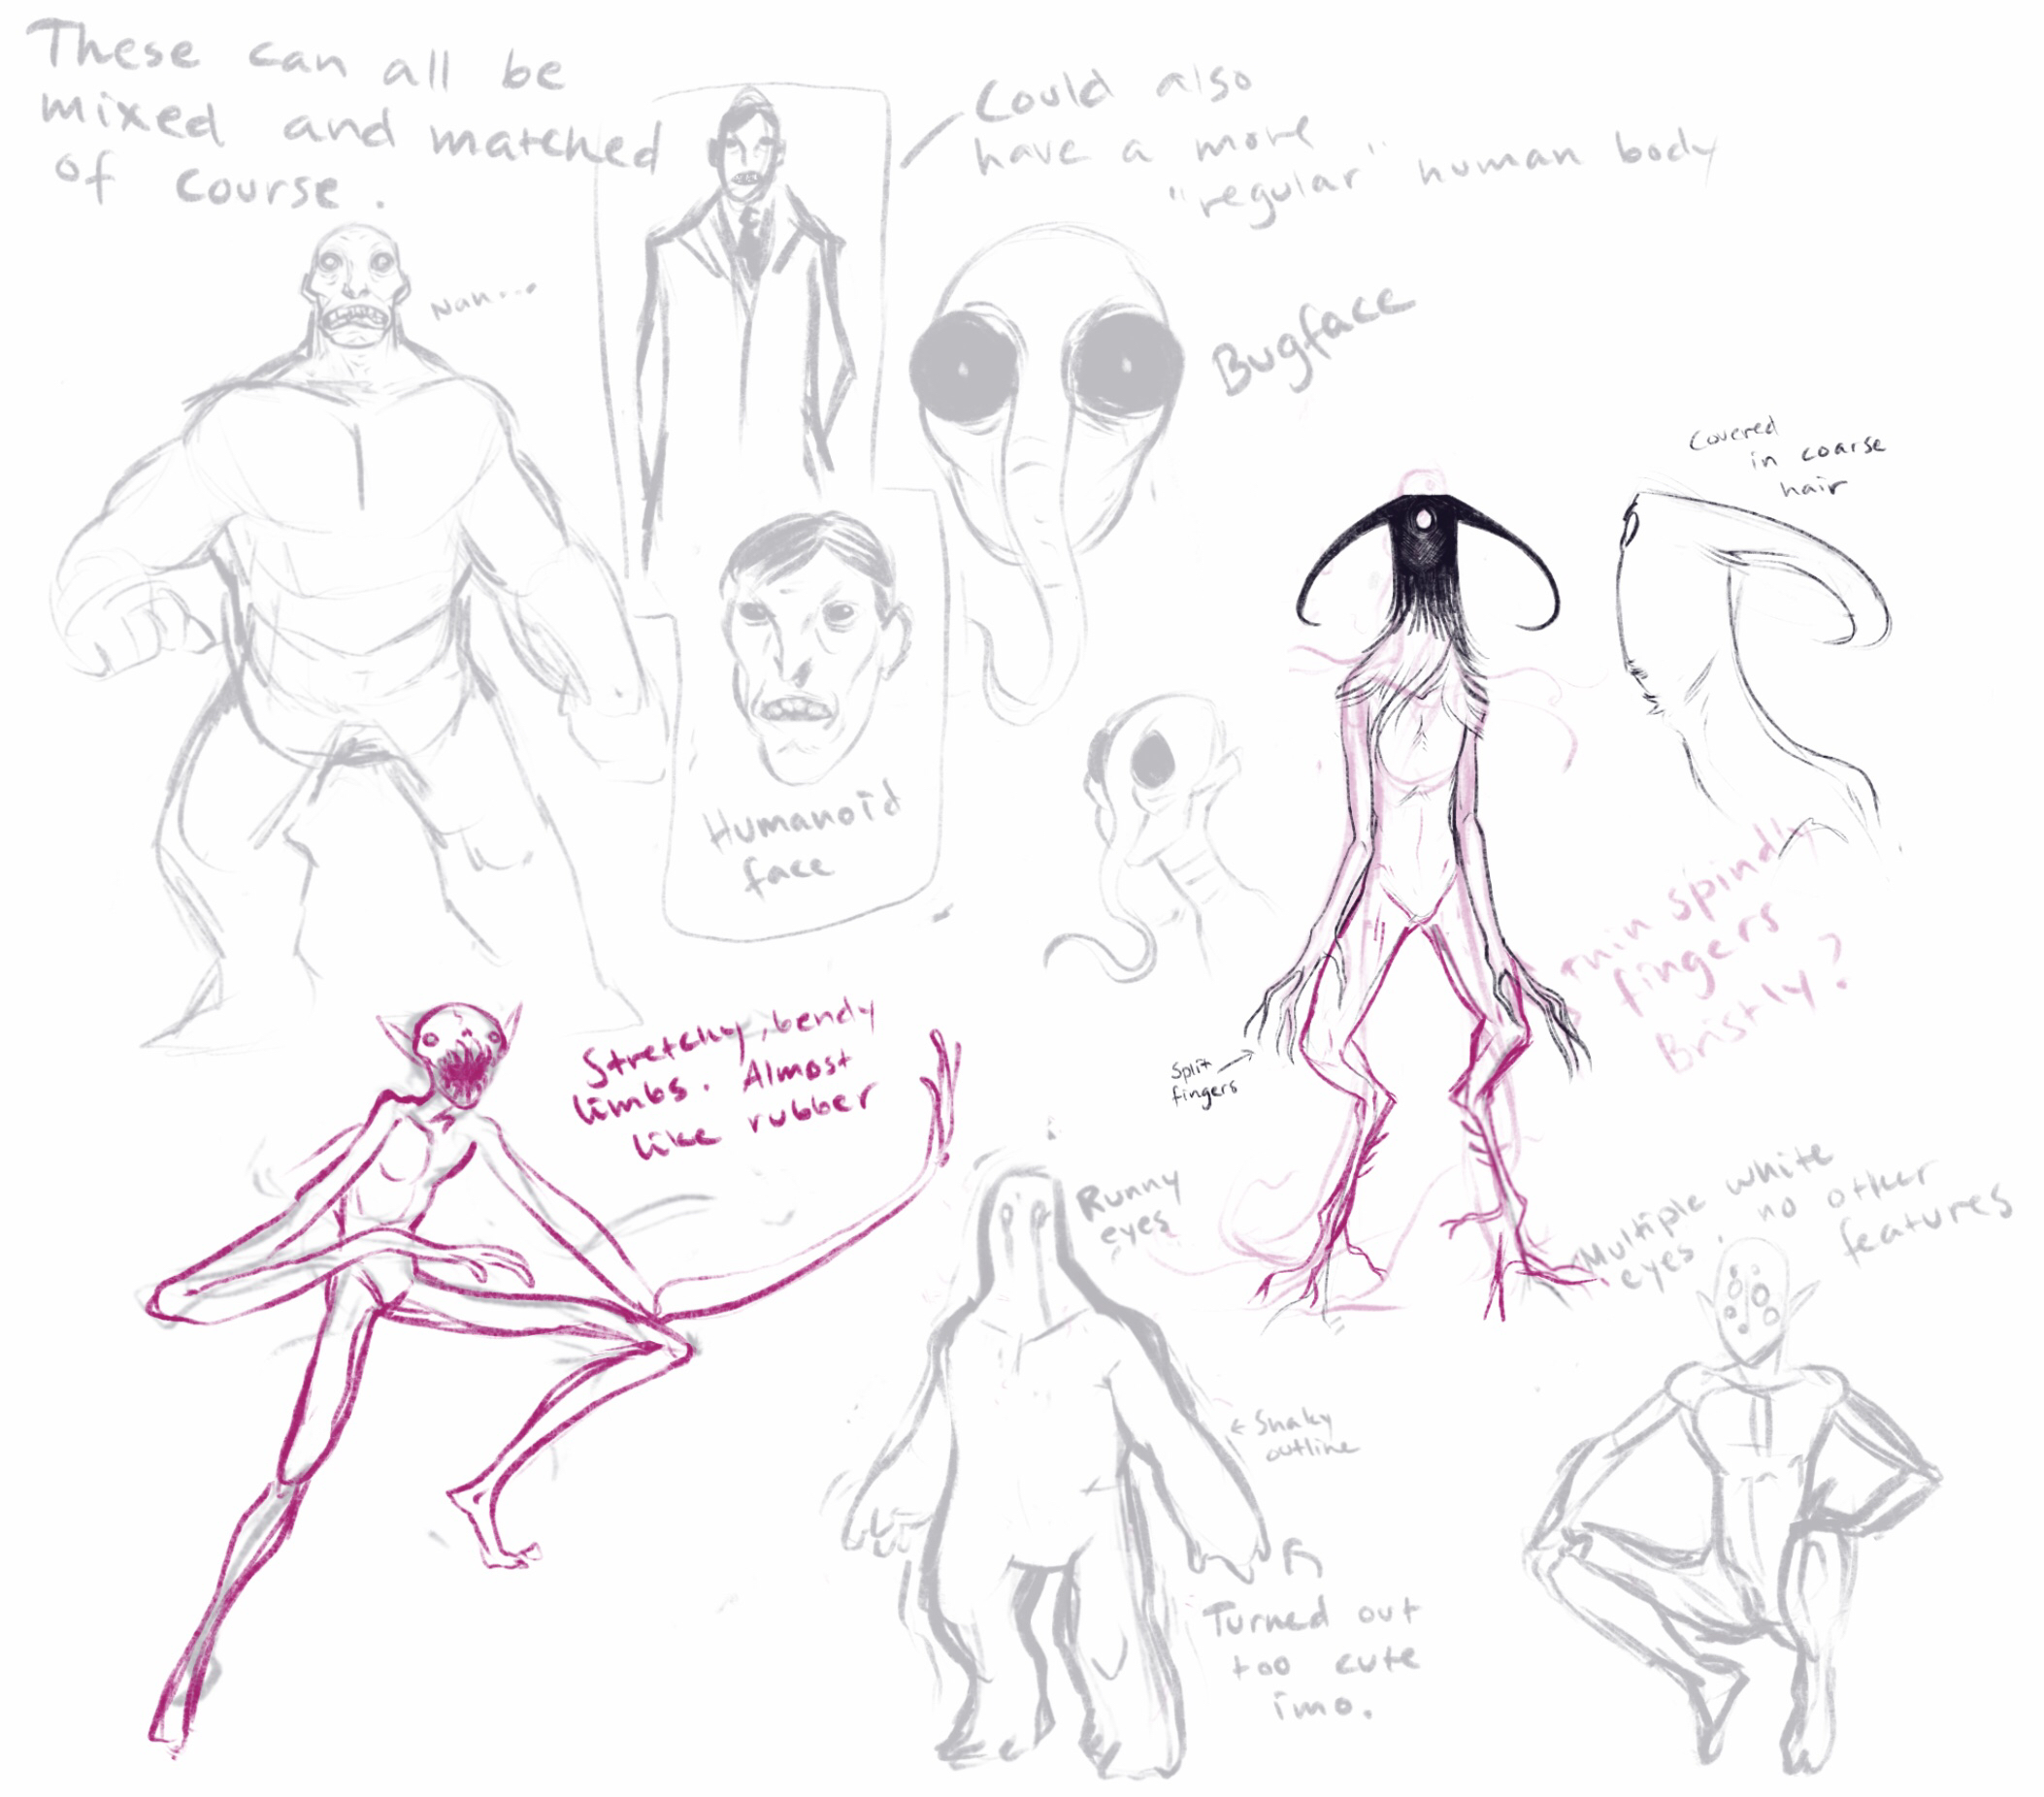 These can all be
mixed and matched
of course.
Could also
have a more
"regular" human body
Nah...
Bugface
Covered
in coarse
hair
Humanoid
face
Thin spindly
fingers
Bristly?
Split
fingers
Stretchy, bendy
limbs. Almost
like rubber
Runny
eyes
Multiple white
eyes. no other
features
← Shaky
outline
Turned out
too cute
imo.